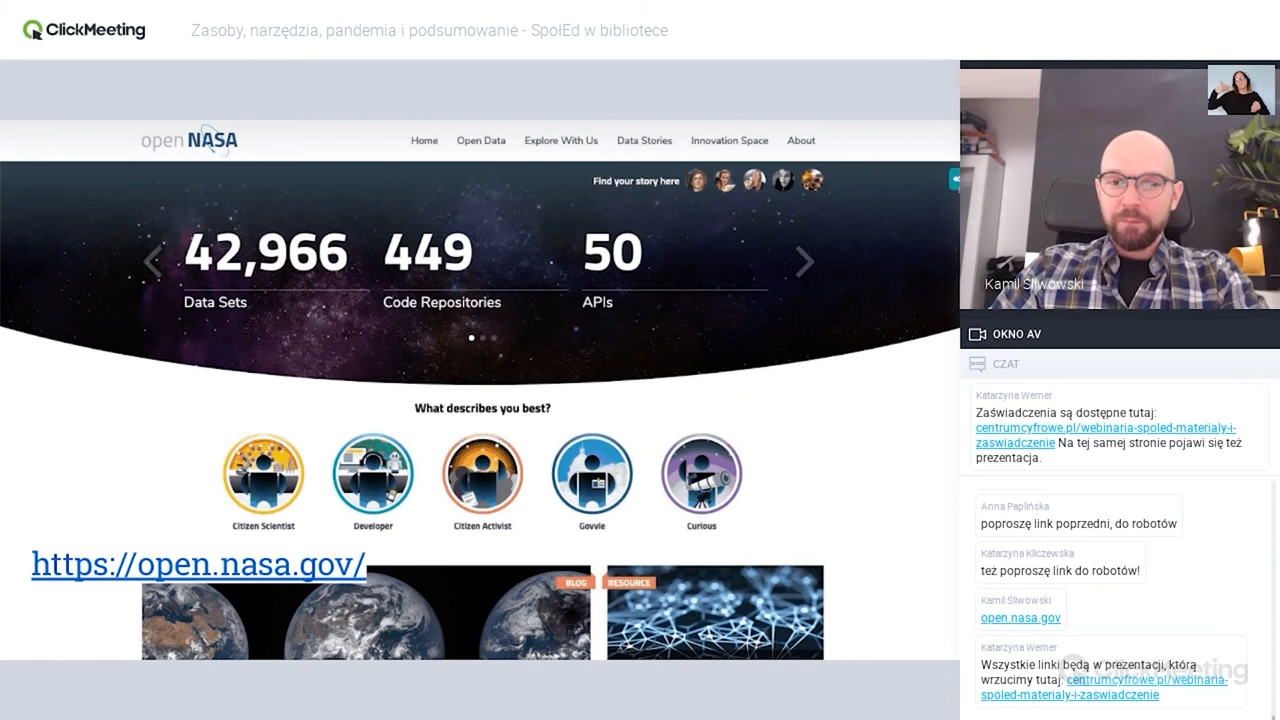 ClickMeeting
Zasoby, narzędzia, pandemia i podsumowanie - SpołEd w bibliotece
open NASA
Home
Open Data
Explore With Us
Data Stories
Innovation Space
About
Find your story here
42,966
449
50
Data Sets
Code Repositories
APIs
What describes you best?
Citizen Scientist
Developer
Citizen Activist
Govvie
Curious
https://open.nasa.gov/
BLOG
RESOURCE
Kamil Śliwowski
OKNO AV
CZAT
Katarzyna Werner
Zaświadczenia są dostępne tutaj:
centrumcyfrowe.pl/webinaria-spoled-materialy-i-
zaswiadczenie Na tej samej stronie pojawi się też
prezentacja.
Anna Paplińska
poproszę link poprzedni, do robotów
Katarzyna Kliczewska
też poproszę link do robotów!
Kamil Śliwowski
open.nasa.gov
Katarzyna Werner
Wszystkie linki będą w prezentacji, którą
wrzucimy tutaj: centrumcyfrowe.pl/webinaria-
spoled-materialy-i-zaswiadczenie
ClickMeeting